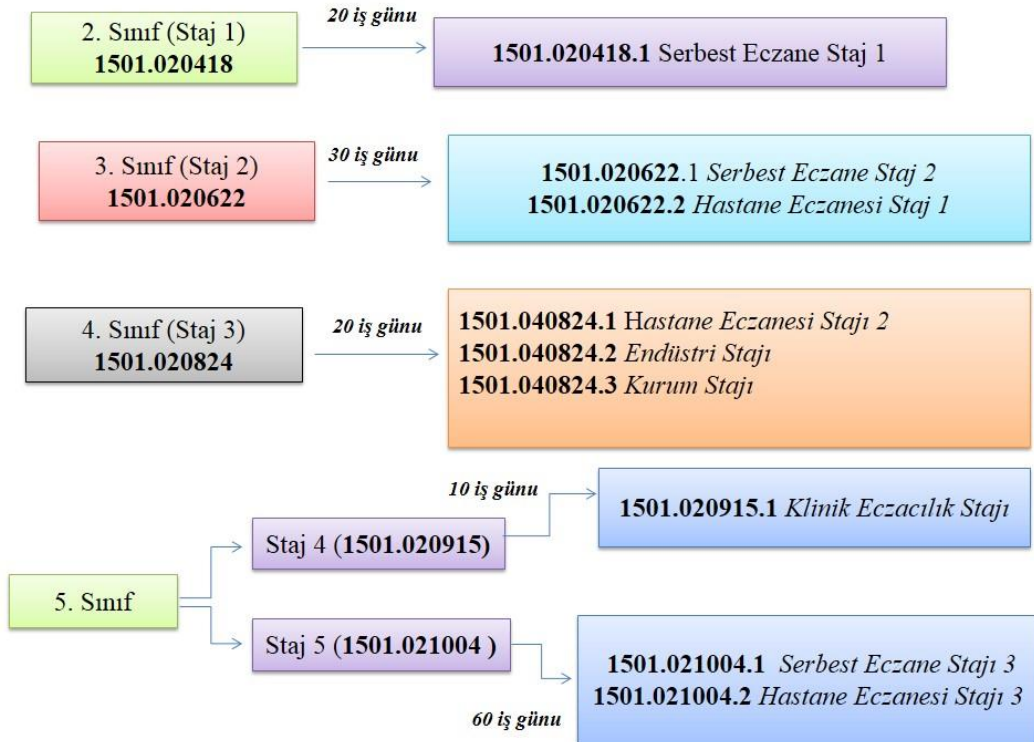 20 iş günü
2. Sınıf (Staj 1)
1501.020418
1501.020418.1 Serbest Eczane Staj 1
30 iş günü
3. Sınıf (Staj 2)
1501.020622
1501.020622.1 Serbest Eczane Staj 2
1501.020622.2 Hastane Eczanesi Staj 1
20 iş günü
4. Sınıf (Staj 3)
1501.020824
1501.040824.1 Hastane Eczanesi Stajı 2
1501.040824.2 Endüstri Stajı
1501.040824.3 Kurum Stajı
10 iş günü
1501.020915.1 Klinik Eczacılık Stajı
Staj 4 (1501.020915)
5. Sınıf
Staj 5 (1501.021004 )
1501.021004.1 Serbest Eczane Stajı 3
1501.021004.2 Hastane Eczanesi Stajı 3
60 iş günü